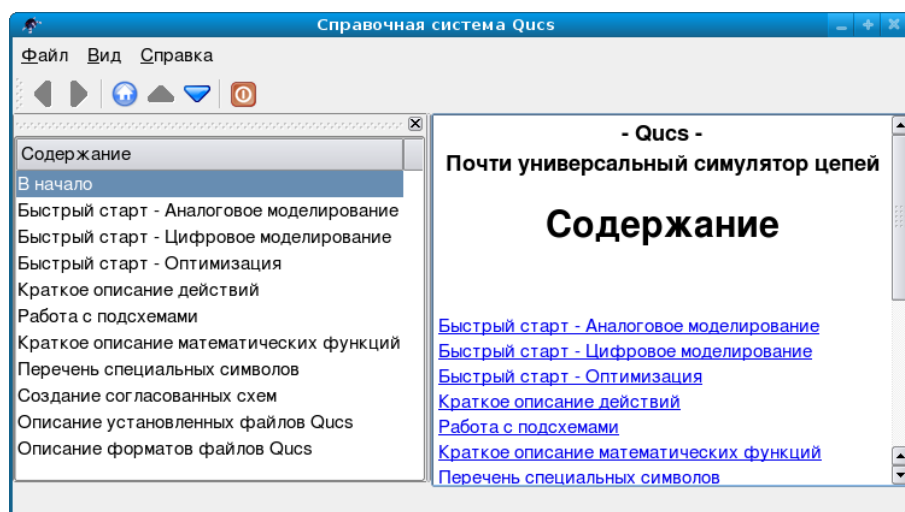 Справочная система Qucs
Файл Вид Справка
Содержание
В начало
Быстрый старт - Аналоговое моделирование
Быстрый старт - Цифровое моделирование
Быстрый старт - Оптимизация
Краткое описание действий
Работа с подсхемами
Краткое описание математических функций
Перечень специальных символов
Создание согласованных схем
Описание установленных файлов Qucs
Описание форматов файлов Qucs
- Qucs -
Почти универсальный симулятор цепей
Содержание
Быстрый старт - Аналоговое моделирование
Быстрый старт - Цифровое моделирование
Быстрый старт - Оптимизация
Краткое описание действий
Работа с подсхемами
Краткое описание математических функций
Перечень специальных символов